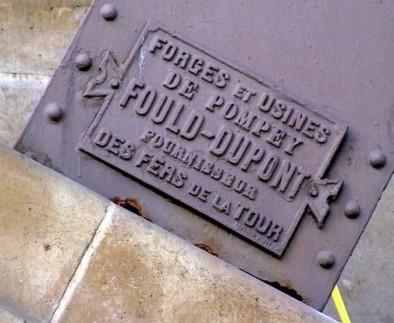 FORGES ET USINES
DE POMPEY
FOULD-DUPONT
FOURNISSEUR
DES FERS DE LA TOUR